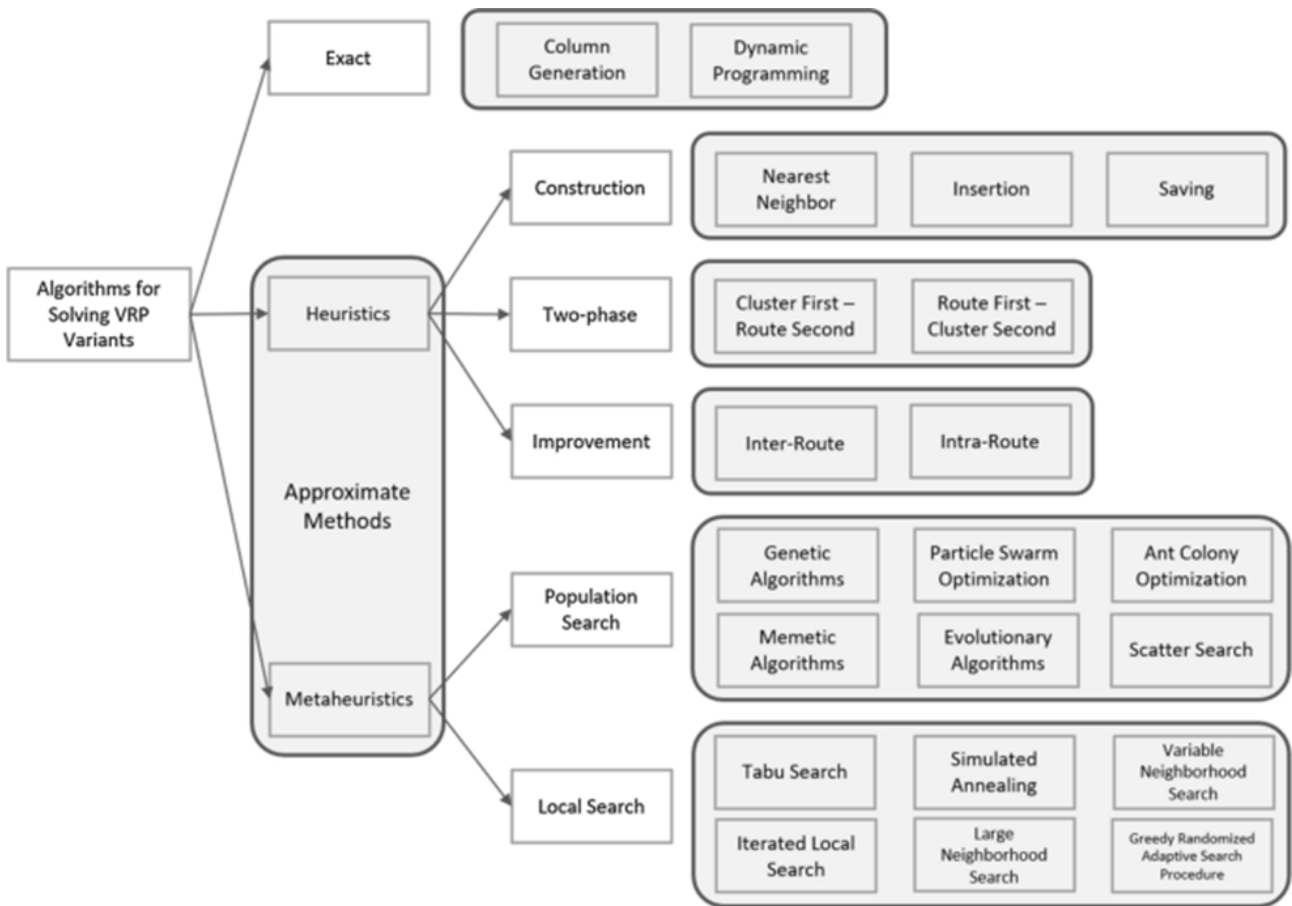 Exact
Column
Generation
Dynamic
Programming
Construction
Nearest
Neighbor
Insertion
Saving
Algorithms for
Solving VRP
Variants
Heuristics
Two-phase
Cluster First –
Route Second
Route First –
Cluster Second
Improvement
Inter-Route
Intra-Route
Approximate
Methods
Population
Search
Genetic
Algorithms
Particle Swarm
Optimization
Ant Colony
Optimization
Memetic
Algorithms
Evolutionary
Algorithms
Scatter Search
Metaheuristics
Local Search
Tabu Search
Simulated
Annealing
Variable
Neighborhood
Search
Iterated Local
Search
Large
Neighborhood
Search
Greedy Randomized
Adaptive Search
Procedure